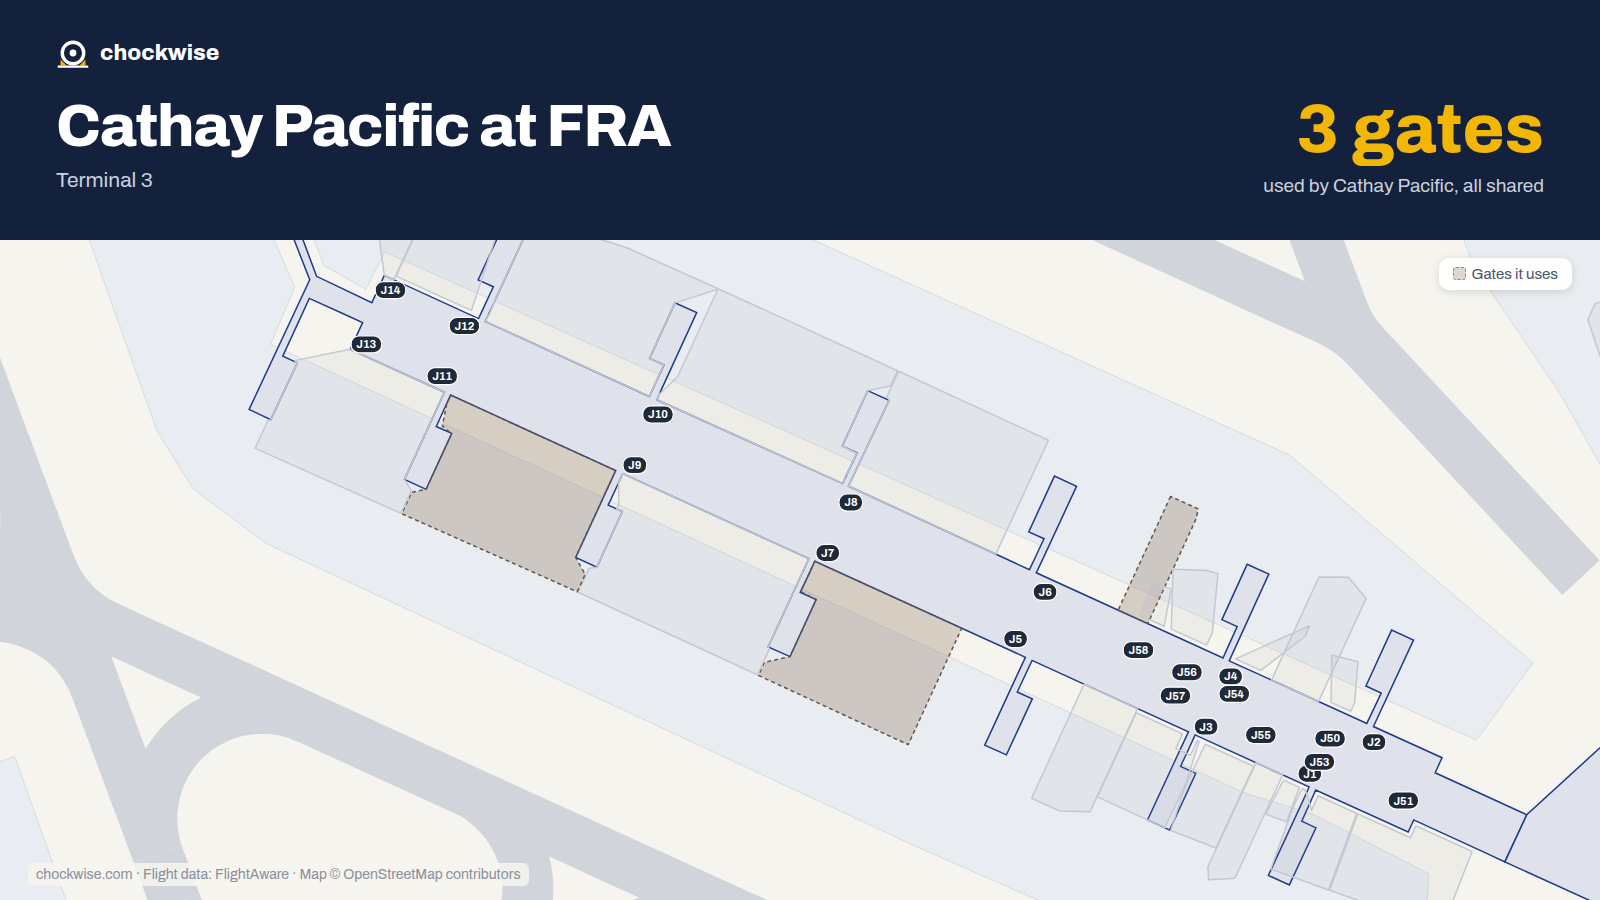 chockwise
Cathay Pacific at FRA
Terminal 3
3 gates
used by Cathay Pacific, all shared
Gates it uses
J14
J12
J13
J11
J10
J9
J8
J7
J6
J5
J58
J56
J4
J57
J54
J3
J55
J50
J2
J53
J1
J51
chockwise.com · Flight data: FlightAware · Map © OpenStreetMap contributors